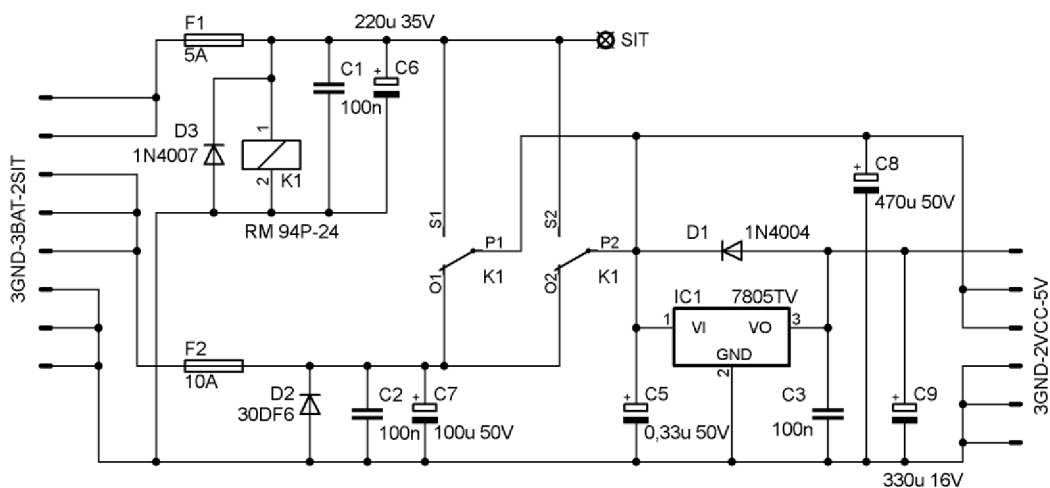 F1
5A
220u 35V
SIT
C1
100n
+
C6
D3
1N4007
1
2
K1
RM 94P-24
3GND-3BAT-2SIT
S1
O1
P1
K1
S2
O2
P2
K1
+
C8
470u 50V
D1
1N4004
IC1
7805TV
1
VI
VO
3
GND
2
F2
10A
D2
30DF6
C2
100n
+
C7
100u 50V
+
C5
0,33u 50V
C3
100n
+
C9
330u 16V
3GND-2VCC-5V